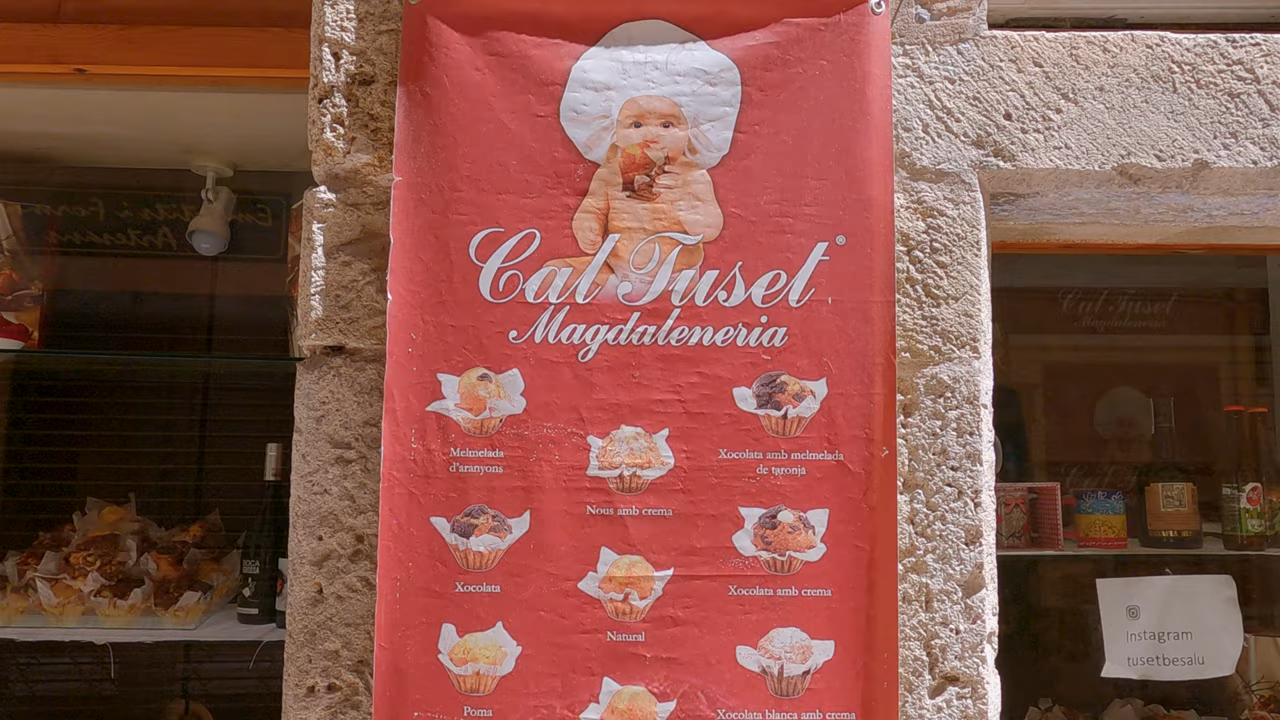 Cal Tuset®
Magdaleneria
Melmelada
d'aranyons
Nous amb crema
Xocolata amb melmelada
de taronja
Xocolata
Natural
Xocolata amb crema
Poma
Xocolata blanca amb crema
Cal Tuset
Magdaleneria
BOCA
Instagram
tusetbesalu